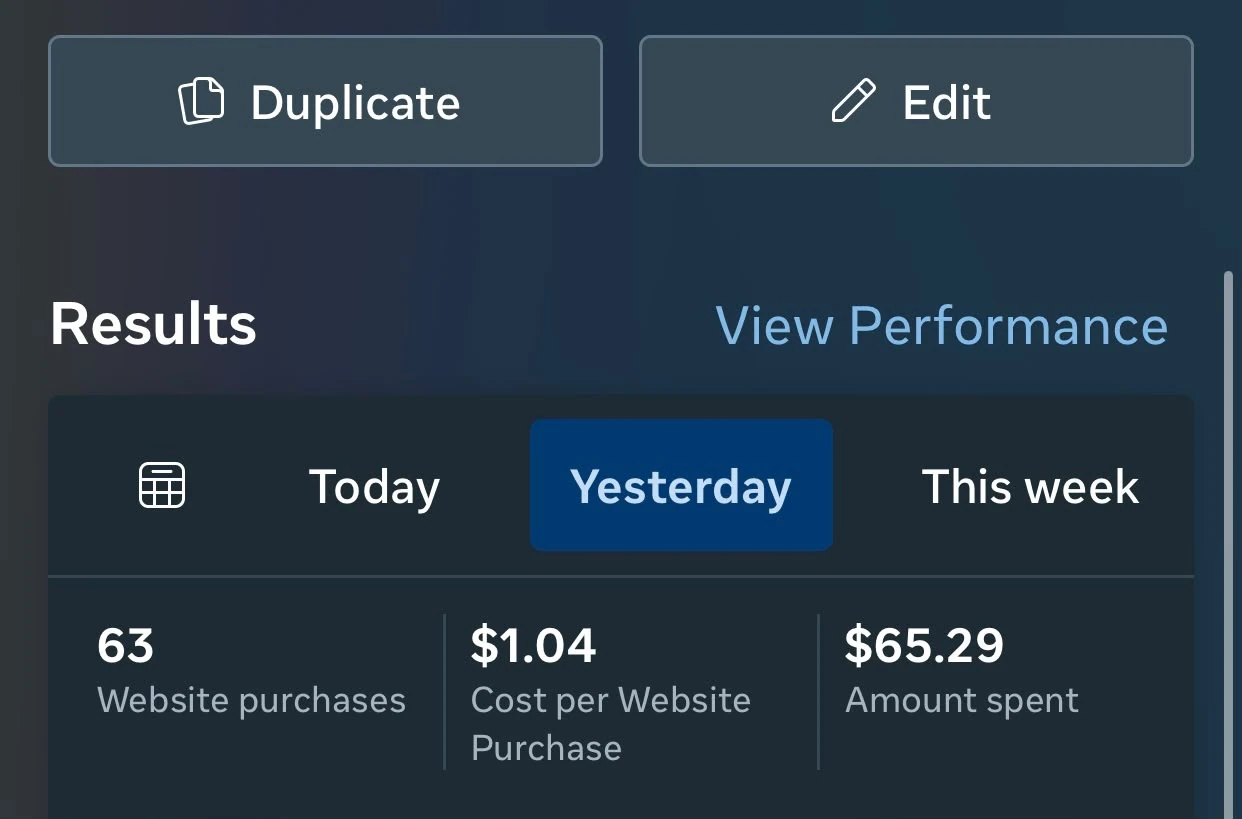 Duplicate
Edit
Results
View Performance
Today
Yesterday
This week
63
Website purchases
$1.04
Cost per Website
Purchase
$65.29
Amount spent